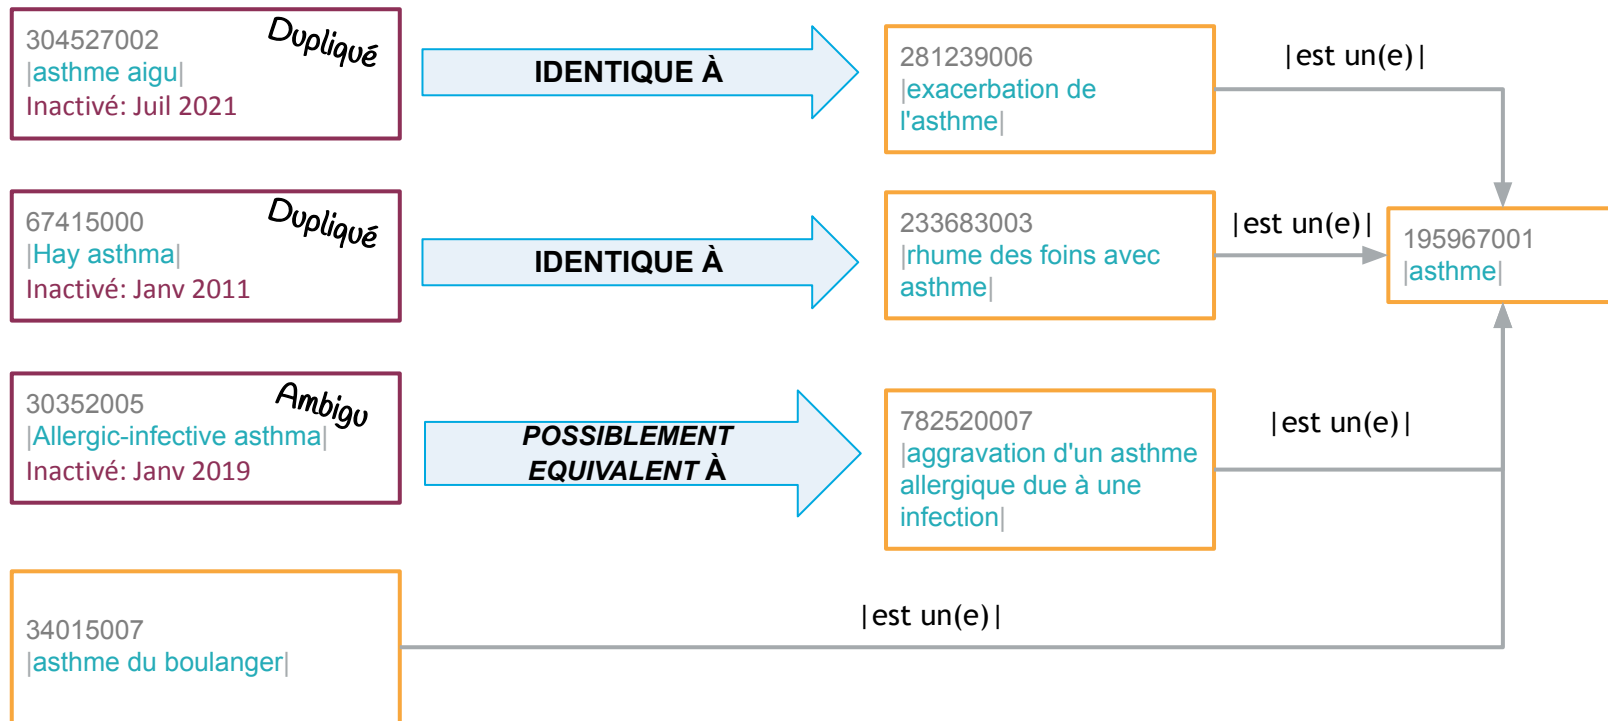 304527002
|asthme aigu|
Inactivé: Juil 2021
Dupliqué
IDENTIQUE À
281239006
|exacerbation de
l'asthme|
|est un(e)|
67415000
|Hay asthma|
Inactivé: Janv 2011
Dupliqué
IDENTIQUE À
233683003
|rhume des foins avec
asthme|
|est un(e)|
195967001
|asthme|
30352005
|Allergic-infective asthma|
Inactivé: Janv 2019
Ambigu
POSSIBLEMENT
EQUIVALENT À
782520007
|aggravation d'un asthme
allergique due à une
infection|
|est un(e)|
34015007
|asthme du boulanger|
|est un(e)|